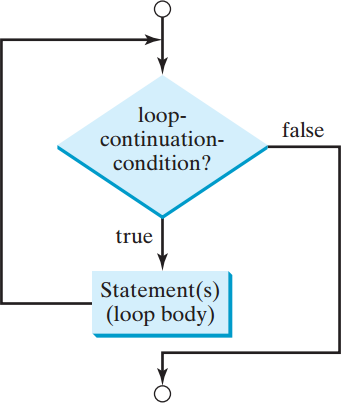 loop-
continuation-
condition?
false
true
Statement(s)
(loop body)